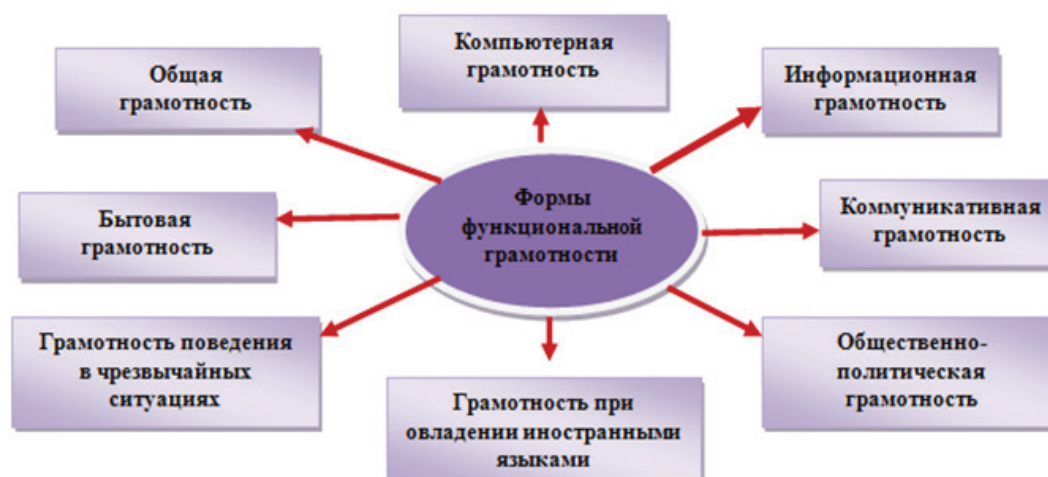 Общая
грамотность
Компьютерная
грамотность
Информационная
грамотность
Бытовая
грамотность
Формы
функциональной
грамотности
Коммуникативная
грамотность
Грамотность поведения
в чрезвычайных
ситуациях
Грамотность при
овладении иностранными
языками
Общественно-
политическая
грамотность